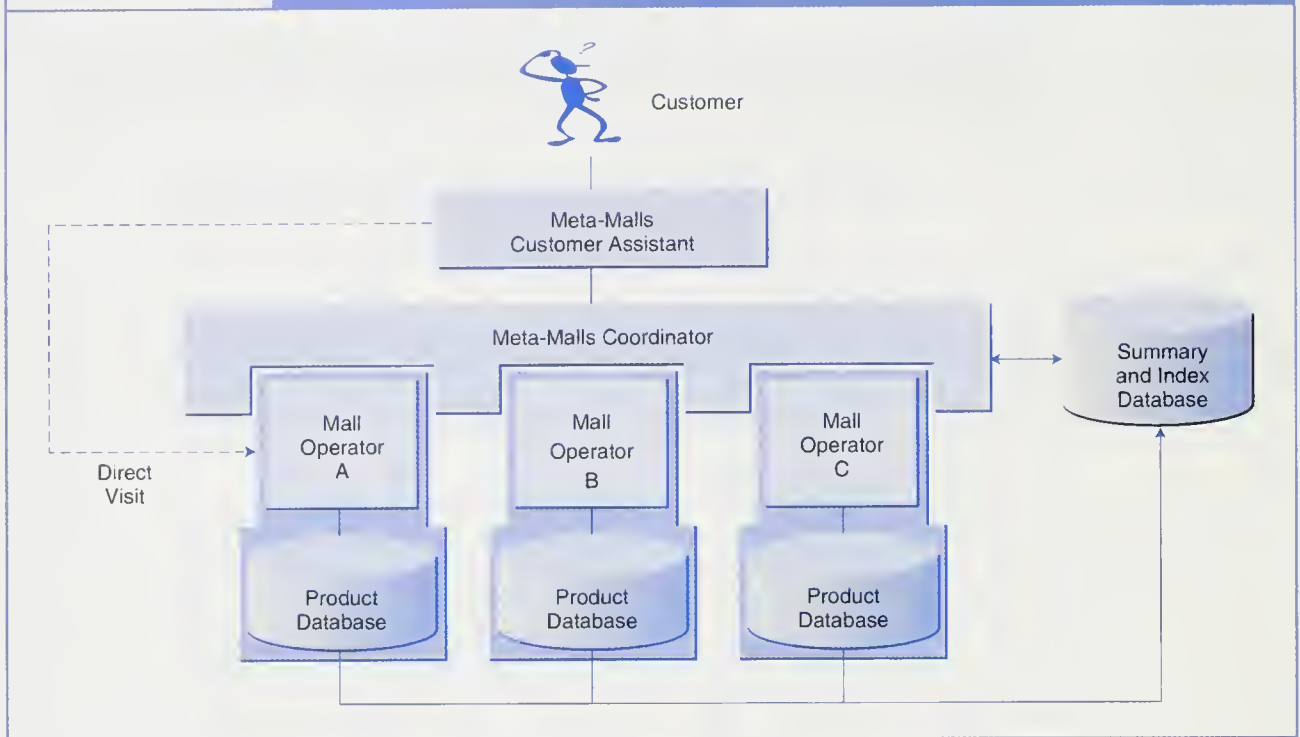 ?
Customer
Meta-Malls
Customer Assistant
Meta-Malls Coordinator
Summary
and Index
Database
Mall
Operator
A
Mall
Operator
B
Mall
Operator
C
Direct
Visit
Product
Database
Product
Database
Product
Database